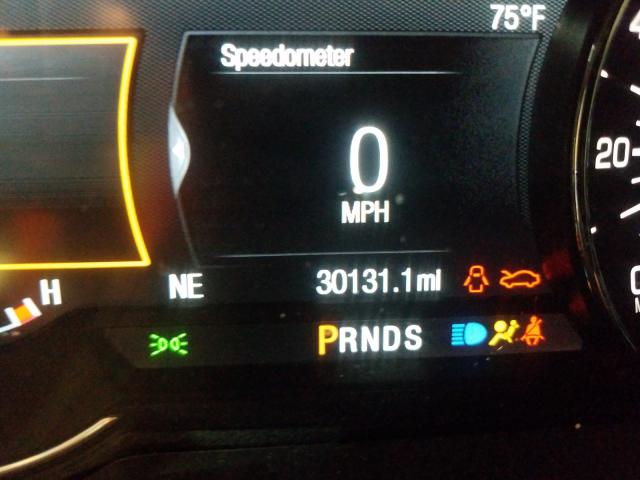 75°F
Speedometer
0
MPH
20
H
NE
30131.1mi
PRNDS